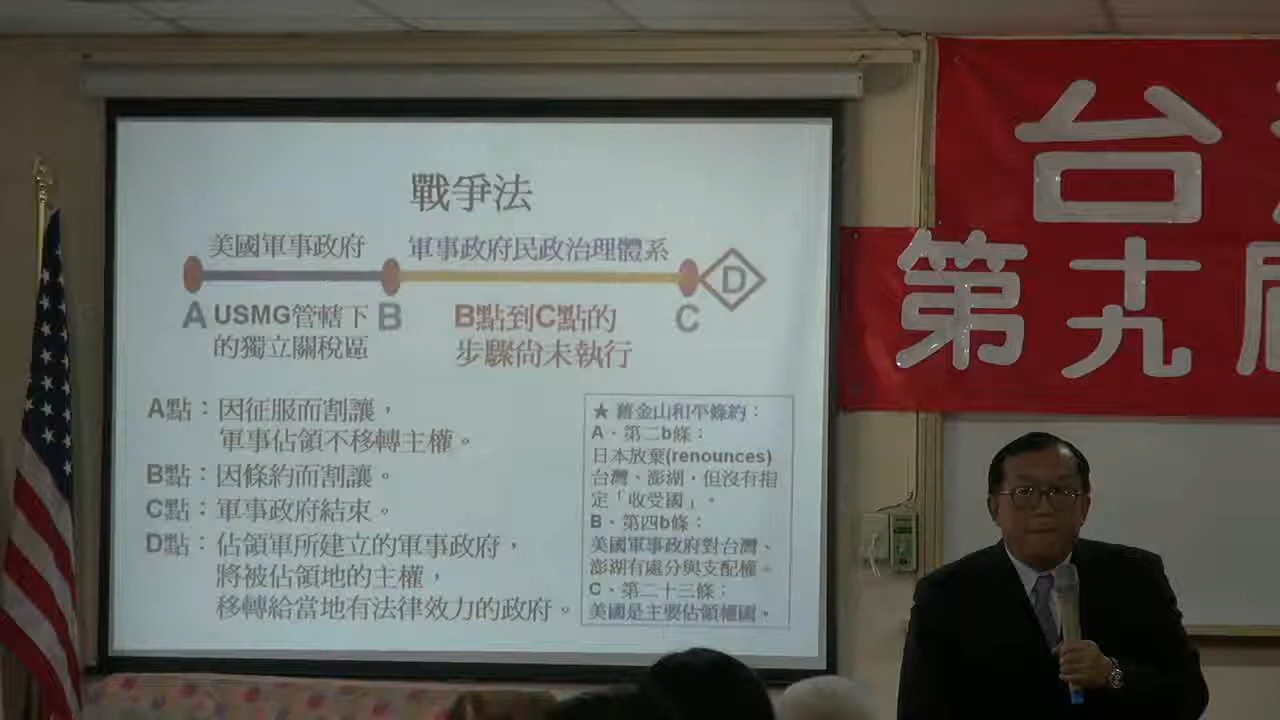 戰爭法
美國軍事政府
軍事政府民政治理體系
A
B
C
D
USMG管轄下
的獨立關稅區
B點到C點的
步驟尚未執行
A點：因征服而割讓，
軍事佔領不移轉主權。
B點：因條約而割讓。
C點：軍事政府結束。
D點：佔領軍所建立的軍事政府，
將被佔領地的主權，
移轉給當地有法律效力的政府。
★ 舊金山和平條約：
A、第二b條：
日本放棄(renounces)
台灣、澎湖，但沒有指
定「收受國」。
B、第四b條：
美國軍事政府對台灣、
澎湖有處分與支配權。
C、第二十三條：
美國是主要佔領權國。
台
第十九屆